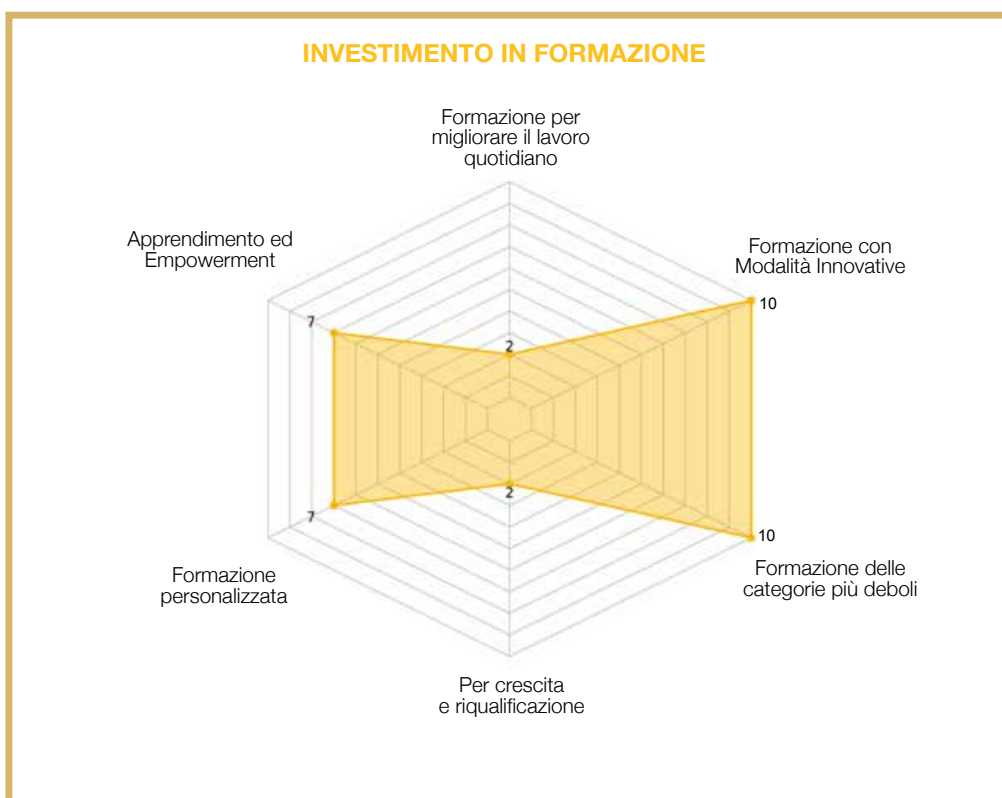 INVESTIMENTO IN FORMAZIONE
Formazione per
migliorare il lavoro
quotidiano
Apprendimento ed
Empowerment
Formazione con
Modalità Innovative
10
7
2
2
7
10
Formazione delle
categorie più deboli
Formazione
personalizzata
Per crescita
e riqualificazione